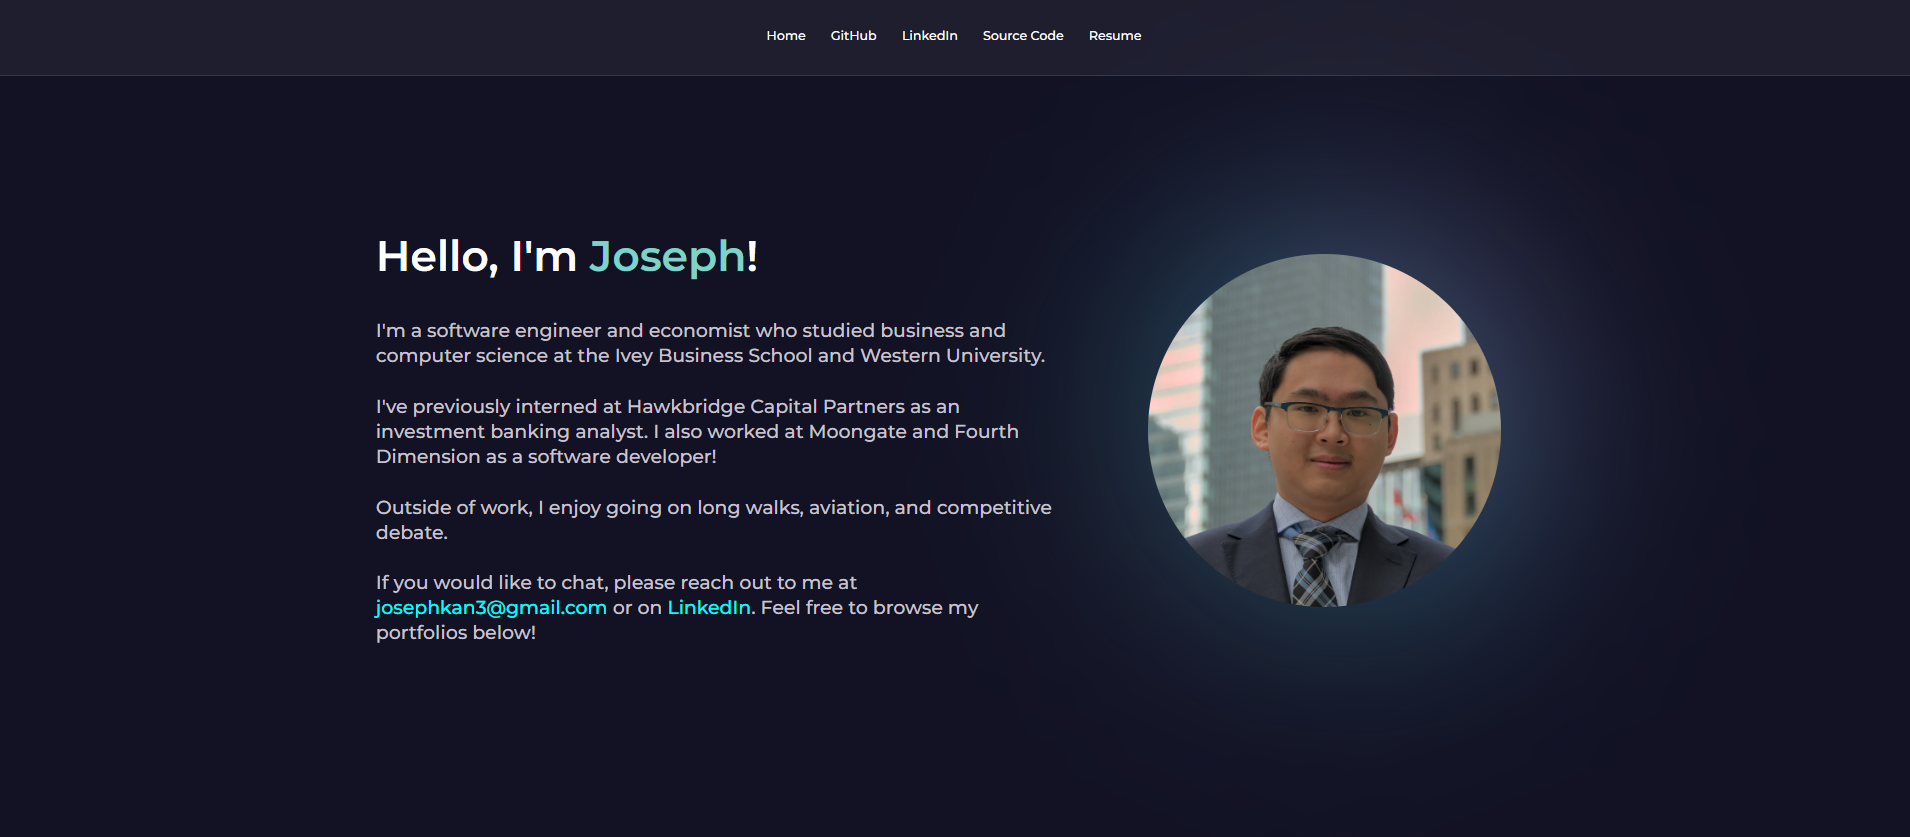 Home GitHub LinkedIn Source Code Resume
Hello, I'm Joseph!
I'm a software engineer and economist who studied business and
computer science at the Ivey Business School and Western University.
I've previously interned at Hawkbridge Capital Partners as an
investment banking analyst. I also worked at Moongate and Fourth
Dimension as a software developer!
Outside of work, I enjoy going on long walks, aviation, and competitive
debate.
If you would like to chat, please reach out to me at
josephkan3@gmail.com or on LinkedIn. Feel free to browse my
portfolios below!